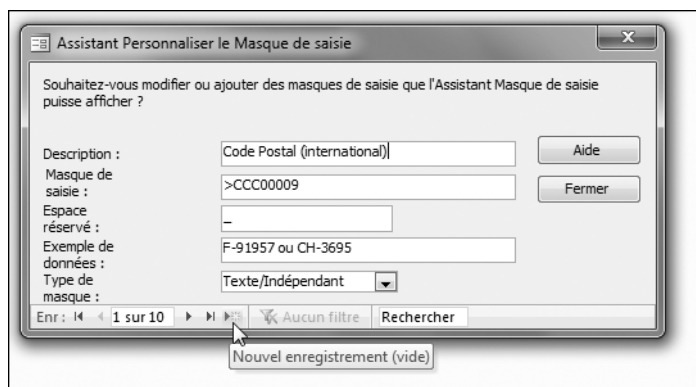 Assistant Personnaliser le Masque de saisie
Souhaitez-vous modifier ou ajouter des masques de saisie que l'Assistant Masque de saisie
puisse afficher ?
Description :
Code Postal (international)
Aide
Masque de
saisie :
>CCC00009
Fermer
Espace
réservé :
_
Exemple de
données :
F-91957 ou CH-3695
Type de
masque :
Texte/Indépendant
Enr : 1 sur 10 Aucun filtre Rechercher
Nouvel enregistrement (vide)